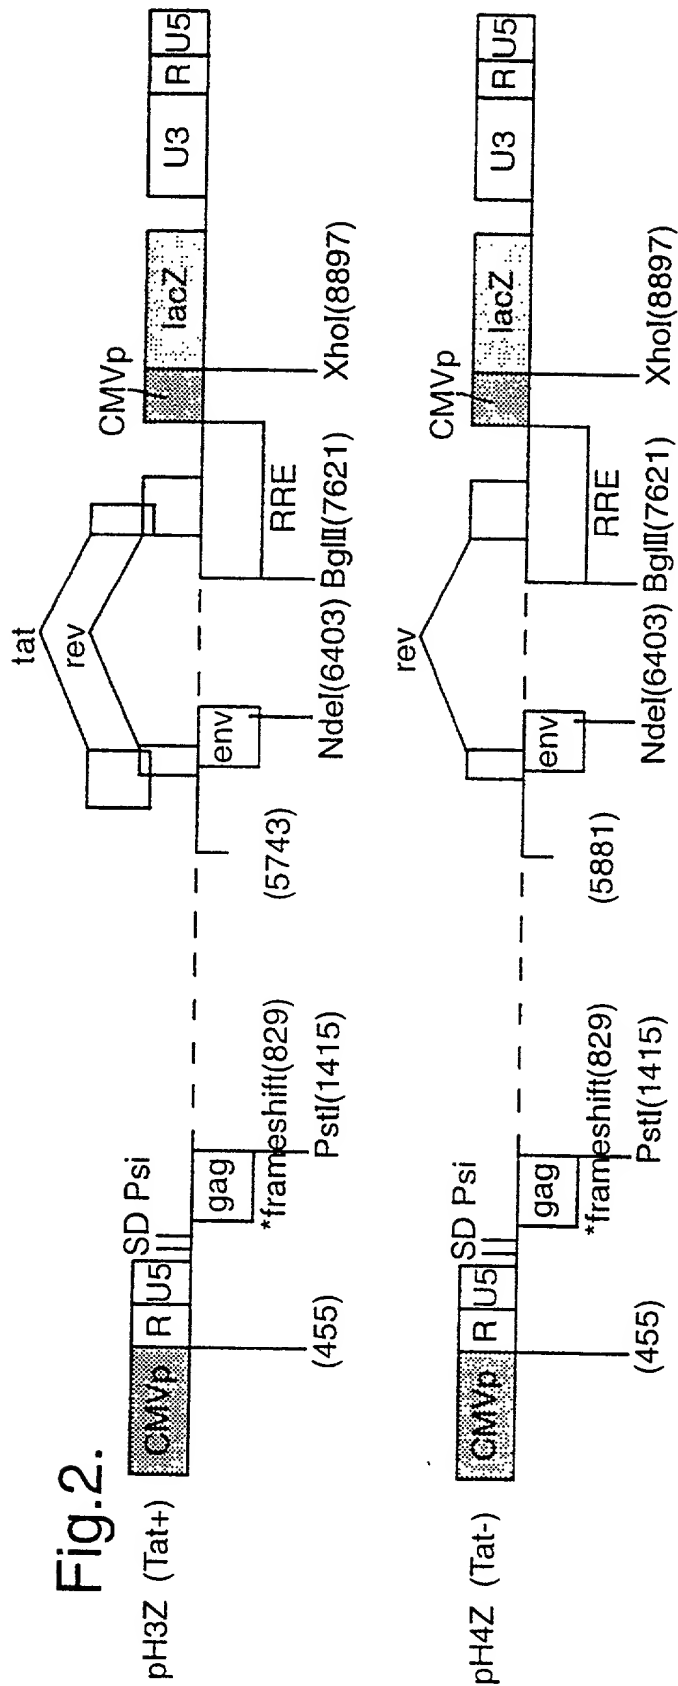 Fig.2.
pH3Z (Tat+)
CMVp
R
U5
SD Psi
gag
(455)
*frameshift(829)
PstI(1415)
(5743)
tat
rev
env
NdeI(6403)
BglII(7621)
RRE
CMVp
lacZ
XhoI(8897)
U3
R
U5
pH4Z (Tat-)
CMVp
R
U5
SD Psi
gag
(455)
*frameshift(829)
PstI(1415)
(5881)
rev
env
NdeI(6403)
BglII(7621)
RRE
CMVp
lacZ
XhoI(8897)
U3
R
U5